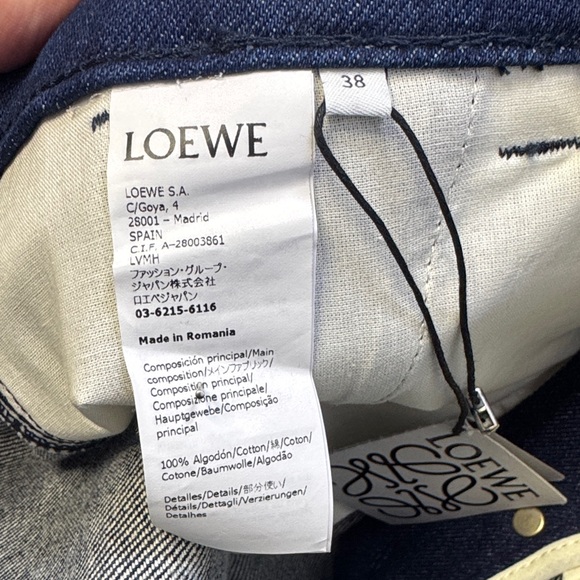 38
LOEWE
LOEWE S.A.
C/Goya, 4
28001 - Madrid
SPAIN
C.I.F. A-28003861
LVMH
ファッション・グループ・
ジャパン株式会社
ロエベジャパン
03-6215-6116
Made in Romania
Composición principal/Main
composition/メインファブリック/
Composition principal/
Composizione principale/
Hauptgewebe/Composição
principal
100% Algodón/Cotton/綿/Coton/
Cotone/Baumwolle/Algodão
Detalles/Details/部分使い/
Détails/Dettagli/Verzierungen/
Detalhes
LOEWE